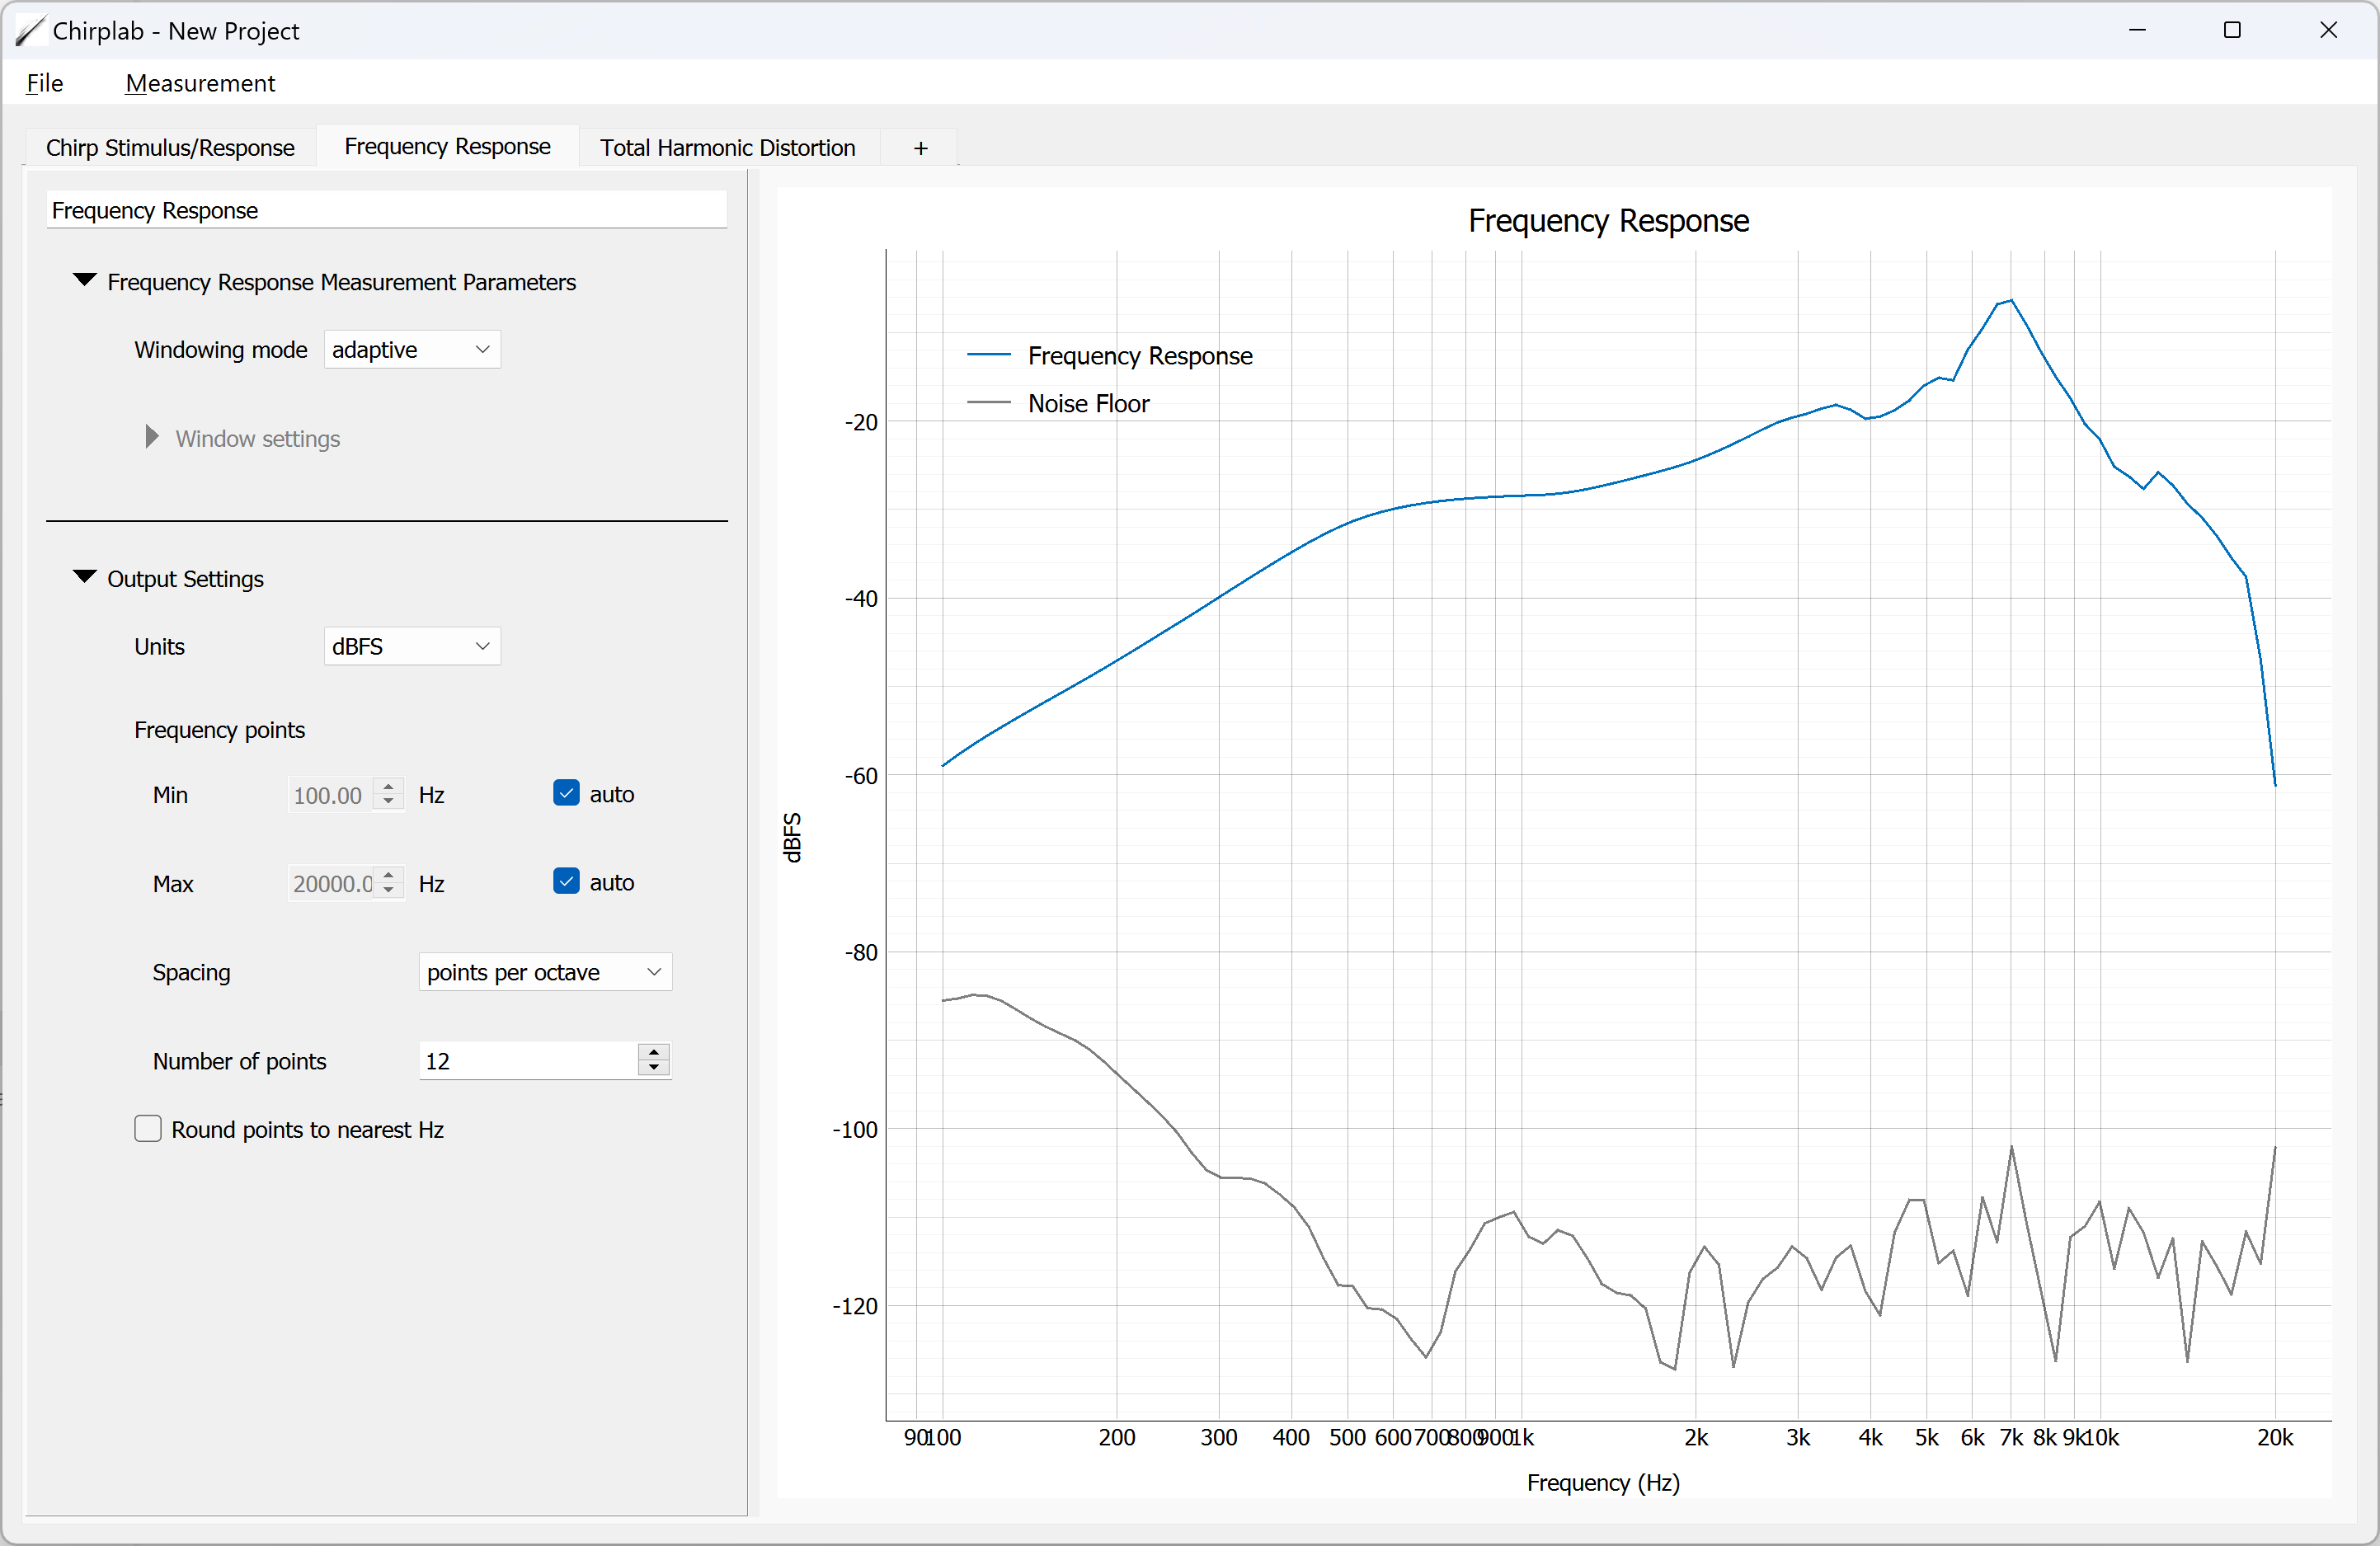 Chirplab - New Project
File Measurement
Chirp Stimulus/Response Frequency Response Total Harmonic Distortion +
Frequency Response
Frequency Response Measurement Parameters
Windowing mode adaptive
Window settings
Output Settings
Units dBFS
Frequency points
Min 100.00 Hz auto
Max 20000.0 Hz auto
Spacing points per octave
Number of points 12
Round points to nearest Hz
Frequency Response
Frequency Response
Noise Floor
-20
-40
-60
-80
-100
-120
dBFS
90 100 200 300 400 500 600 700 800 900 1k 2k 3k 4k 5k 6k 7k 8k 9k 10k 20k
Frequency (Hz)